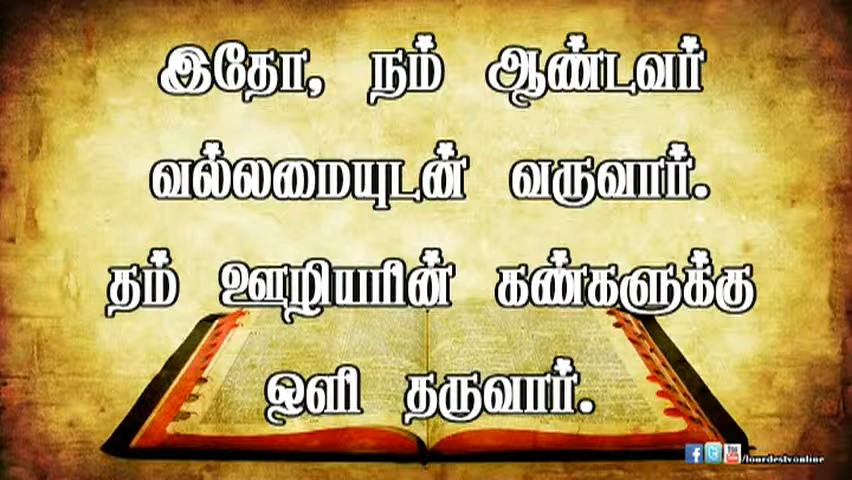 இதோ, நம் ஆண்டவர்
வல்லமையுடன் வருவார்.
தம் ஊழியரின் கண்களுக்கு
ஒளி தருவார்.
/lourdestvonline